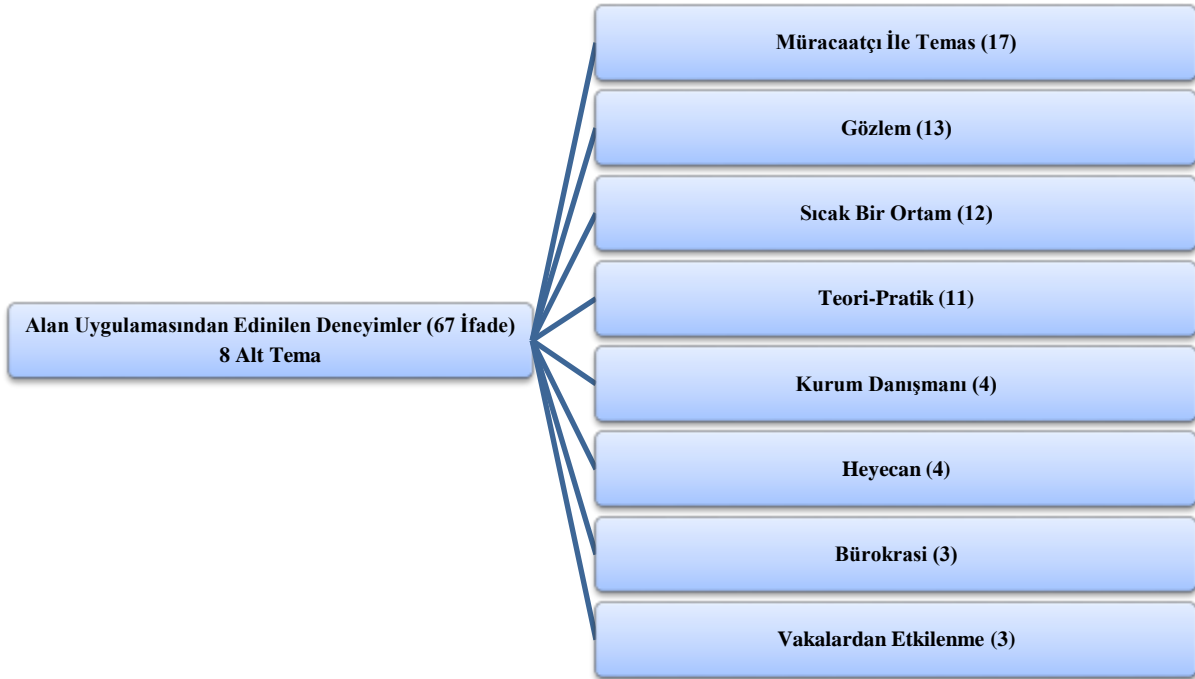 Alan Uygulamasından Edinilen Deneyimler (67 İfade)
8 Alt Tema
Müracaatçı İle Temas (17)
Gözlem (13)
Sıcak Bir Ortam (12)
Teori-Pratik (11)
Kurum Danışmanı (4)
Heyecan (4)
Bürokrasi (3)
Vakalardan Etkilenme (3)